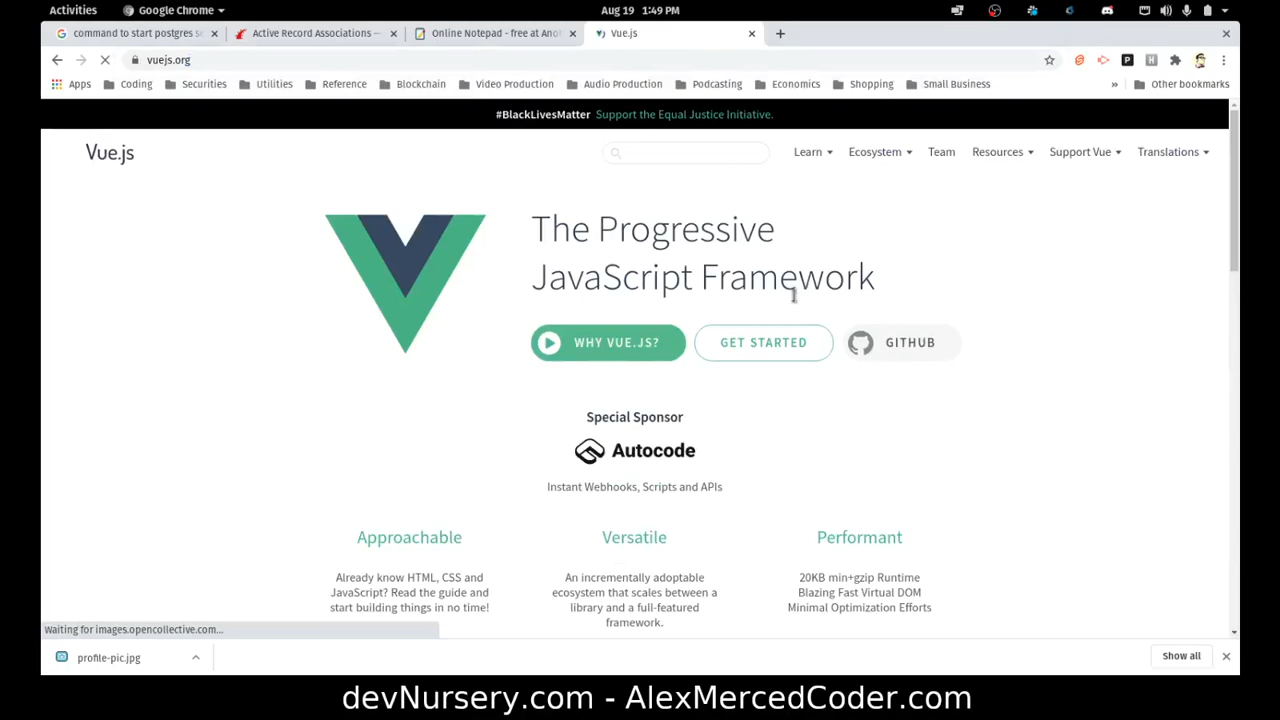 Activities
Google Chrome
Aug 19 1:49 PM
command to start postgres se
Active Record Associations —
Online Notepad - free at Ano
Vue.js
vuejs.org
Apps
Coding
Securities
Utilities
Reference
Blockchain
Video Production
Audio Production
Podcasting
Economics
Shopping
Small Business
»
Other bookmarks
#BlackLivesMatter Support the Equal Justice Initiative.
Vue.js
Learn
Ecosystem
Team
Resources
Support Vue
Translations
The Progressive
JavaScript Framework
WHY VUE.JS?
GET STARTED
GITHUB
Special Sponsor
Autocode
Instant Webhooks, Scripts and APIs
Approachable
Already know HTML, CSS and
JavaScript? Read the guide and
start building things in no time!
Versatile
An incrementally adoptable
ecosystem that scales between a
library and a full-featured
framework.
Performant
20KB min+gzip Runtime
Blazing Fast Virtual DOM
Minimal Optimization Efforts
Waiting for images.opencollective.com...
profile-pic.jpg
Show all
devNursery.com - AlexMercedCoder.com